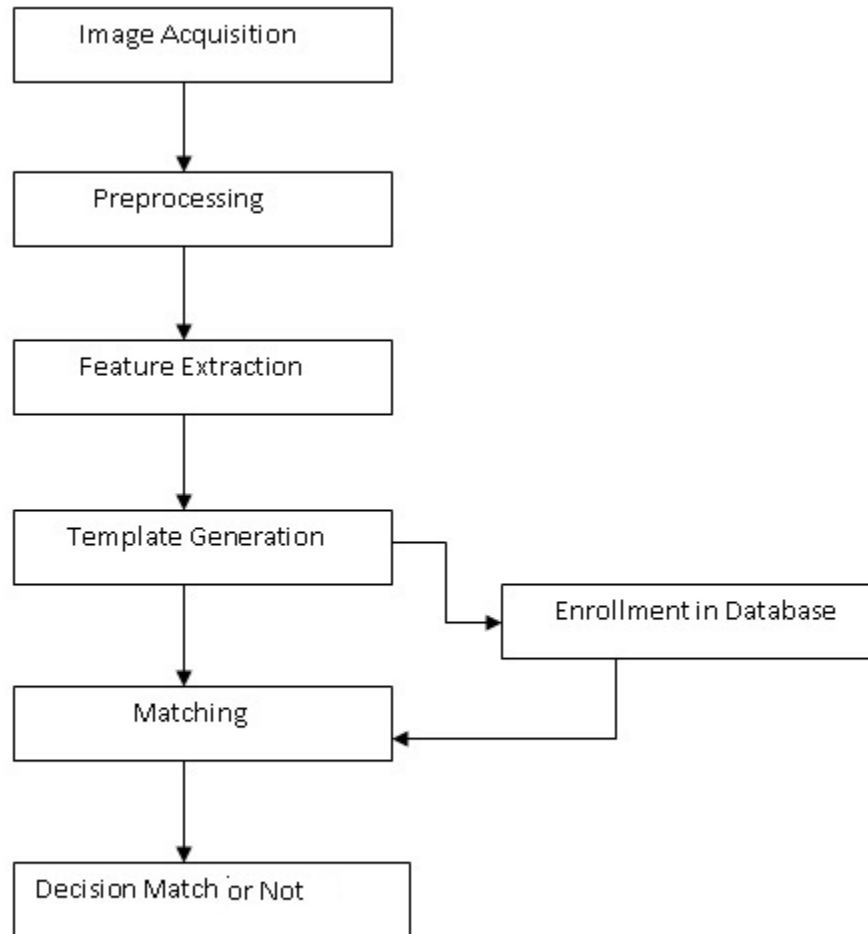 Image Acquisition
Preprocessing
Feature Extraction
Template Generation
Enrollment in Database
Matching
Decision Match or Not